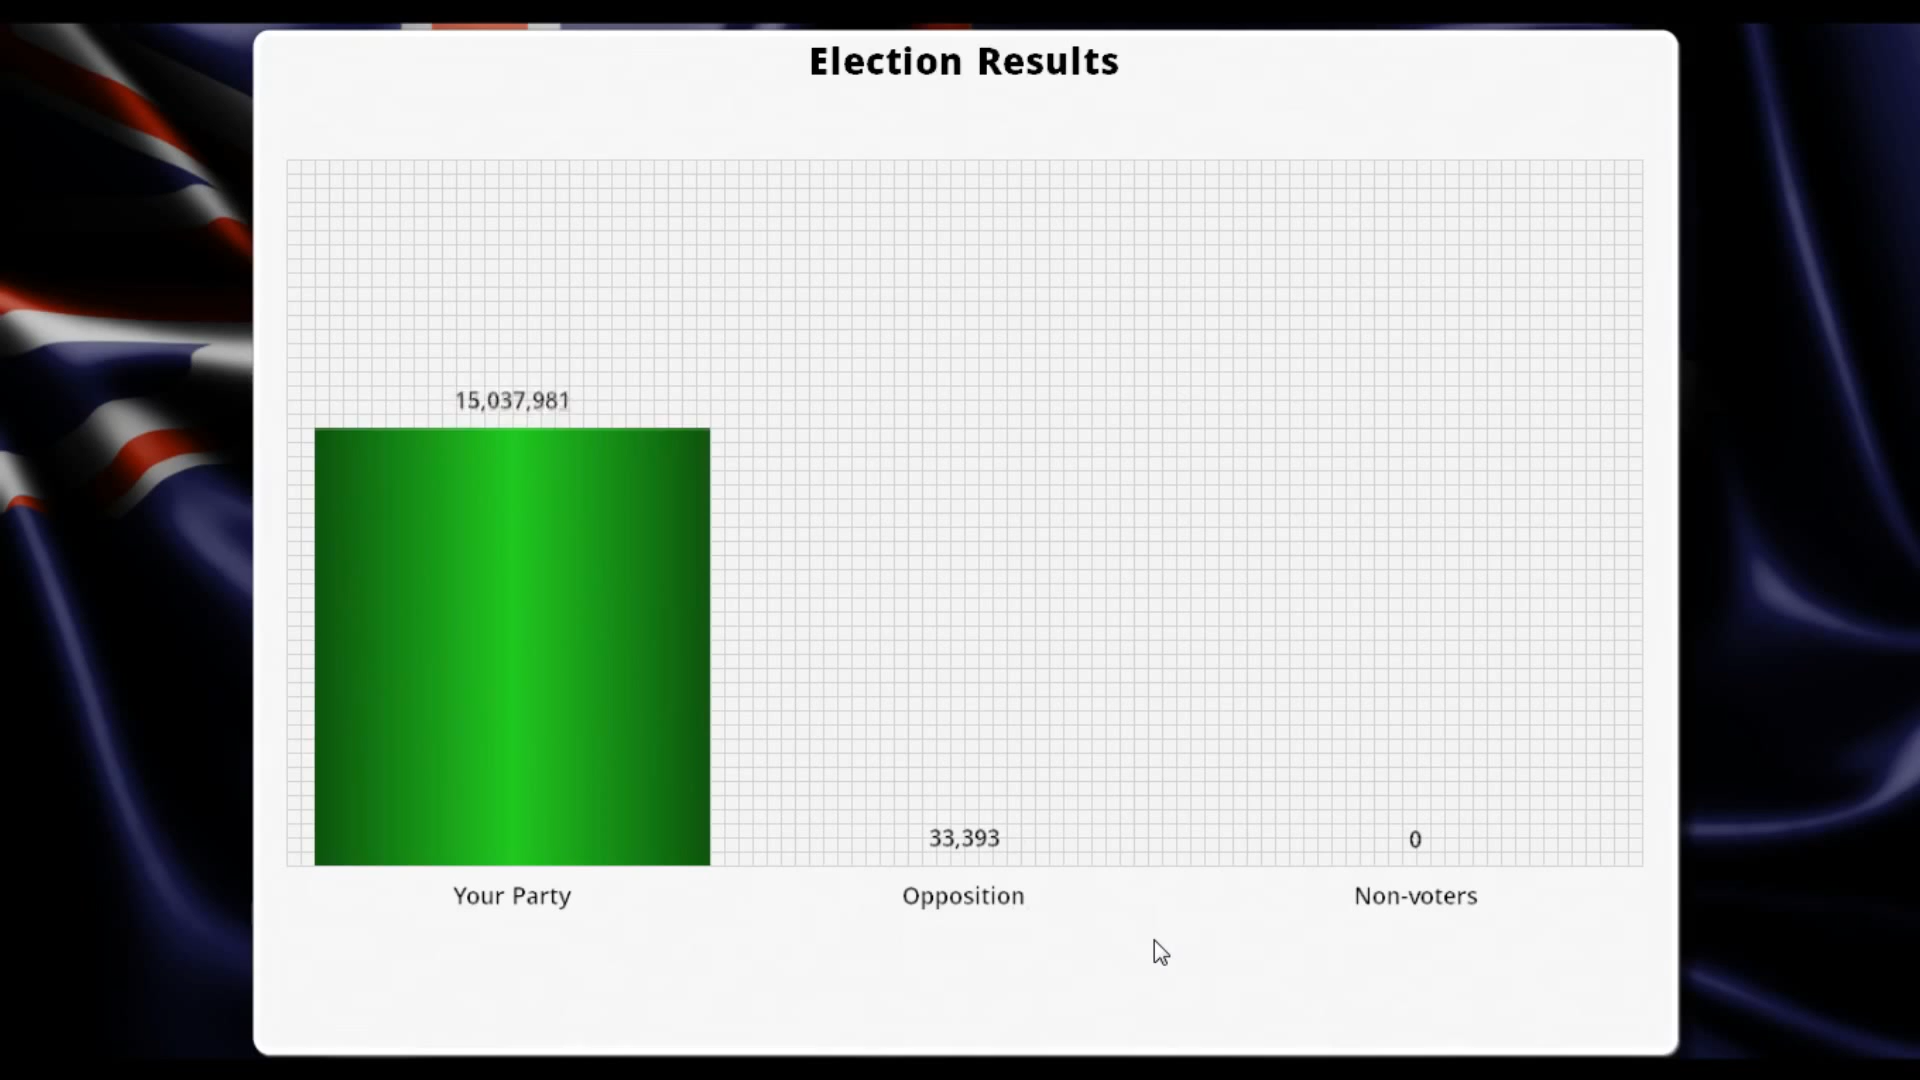 Election Results
15,037,981
33,393
0
Your Party
Opposition
Non-voters